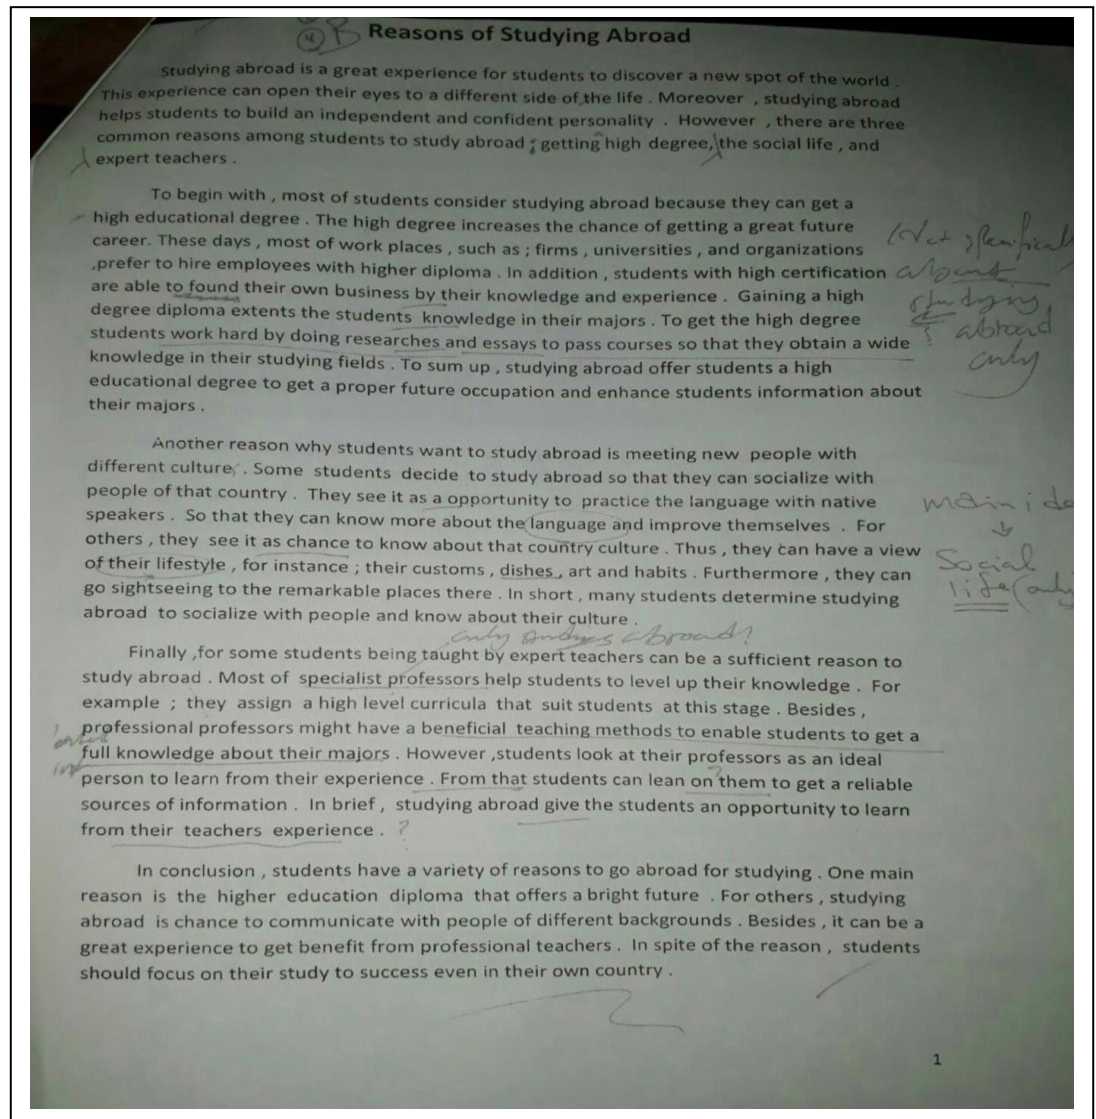 4 B Reasons of Studying Abroad
Studying abroad is a great experience for students to discover a new spot of the world .
This experience can open their eyes to a different side of the life . Moreover , studying abroad
helps students to build an independent and confident personality . However , there are three
common reasons among students to study abroad ; getting high degree, the social life , and
expert teachers .
To begin with , most of students consider studying abroad because they can get a
high educational degree . The high degree increases the chance of getting a great future
career. These days , most of work places , such as ; firms , universities , and organizations
,prefer to hire employees with higher diploma . In addition , students with high certification
are able to found their own business by their knowledge and experience . Gaining a high
degree diploma extents the students knowledge in their majors . To get the high degree
students work hard by doing researches and essays to pass courses so that they obtain a wide
knowledge in their studying fields . To sum up , studying abroad offer students a high
educational degree to get a proper future occupation and enhance students information about
their majors .
(Not specifically
about
studying
abroad
only
Another reason why students want to study abroad is meeting new people with
different culture, . Some students decide to study abroad so that they can socialize with
people of that country . They see it as a opportunity to practice the language with native
speakers . So that they can know more about the language and improve themselves . For
others , they see it as chance to know about that country culture . Thus , they can have a view
of their lifestyle , for instance ; their customs , dishes , art and habits . Furthermore , they can
go sightseeing to the remarkable places there . In short , many students determine studying
abroad to socialize with people and know about their culture .
main ide
Social
life (only
only studying abroad?
Finally ,for some students being taught by expert teachers can be a sufficient reason to
study abroad . Most of specialist professors help students to level up their knowledge . For
example ; they assign a high level curricula that suit students at this stage . Besides ,
professional professors might have a beneficial teaching methods to enable students to get a
full knowledge about their majors . However ,students look at their professors as an ideal
person to learn from their experience . From that students can lean on them to get a reliable
sources of information . In brief , studying abroad give the students an opportunity to learn
from their teachers experience . ?
In conclusion , students have a variety of reasons to go abroad for studying . One main
reason is the higher education diploma that offers a bright future . For others , studying
abroad is chance to communicate with people of different backgrounds . Besides , it can be a
great experience to get benefit from professional teachers . In spite of the reason , students
should focus on their study to success even in their own country .
1